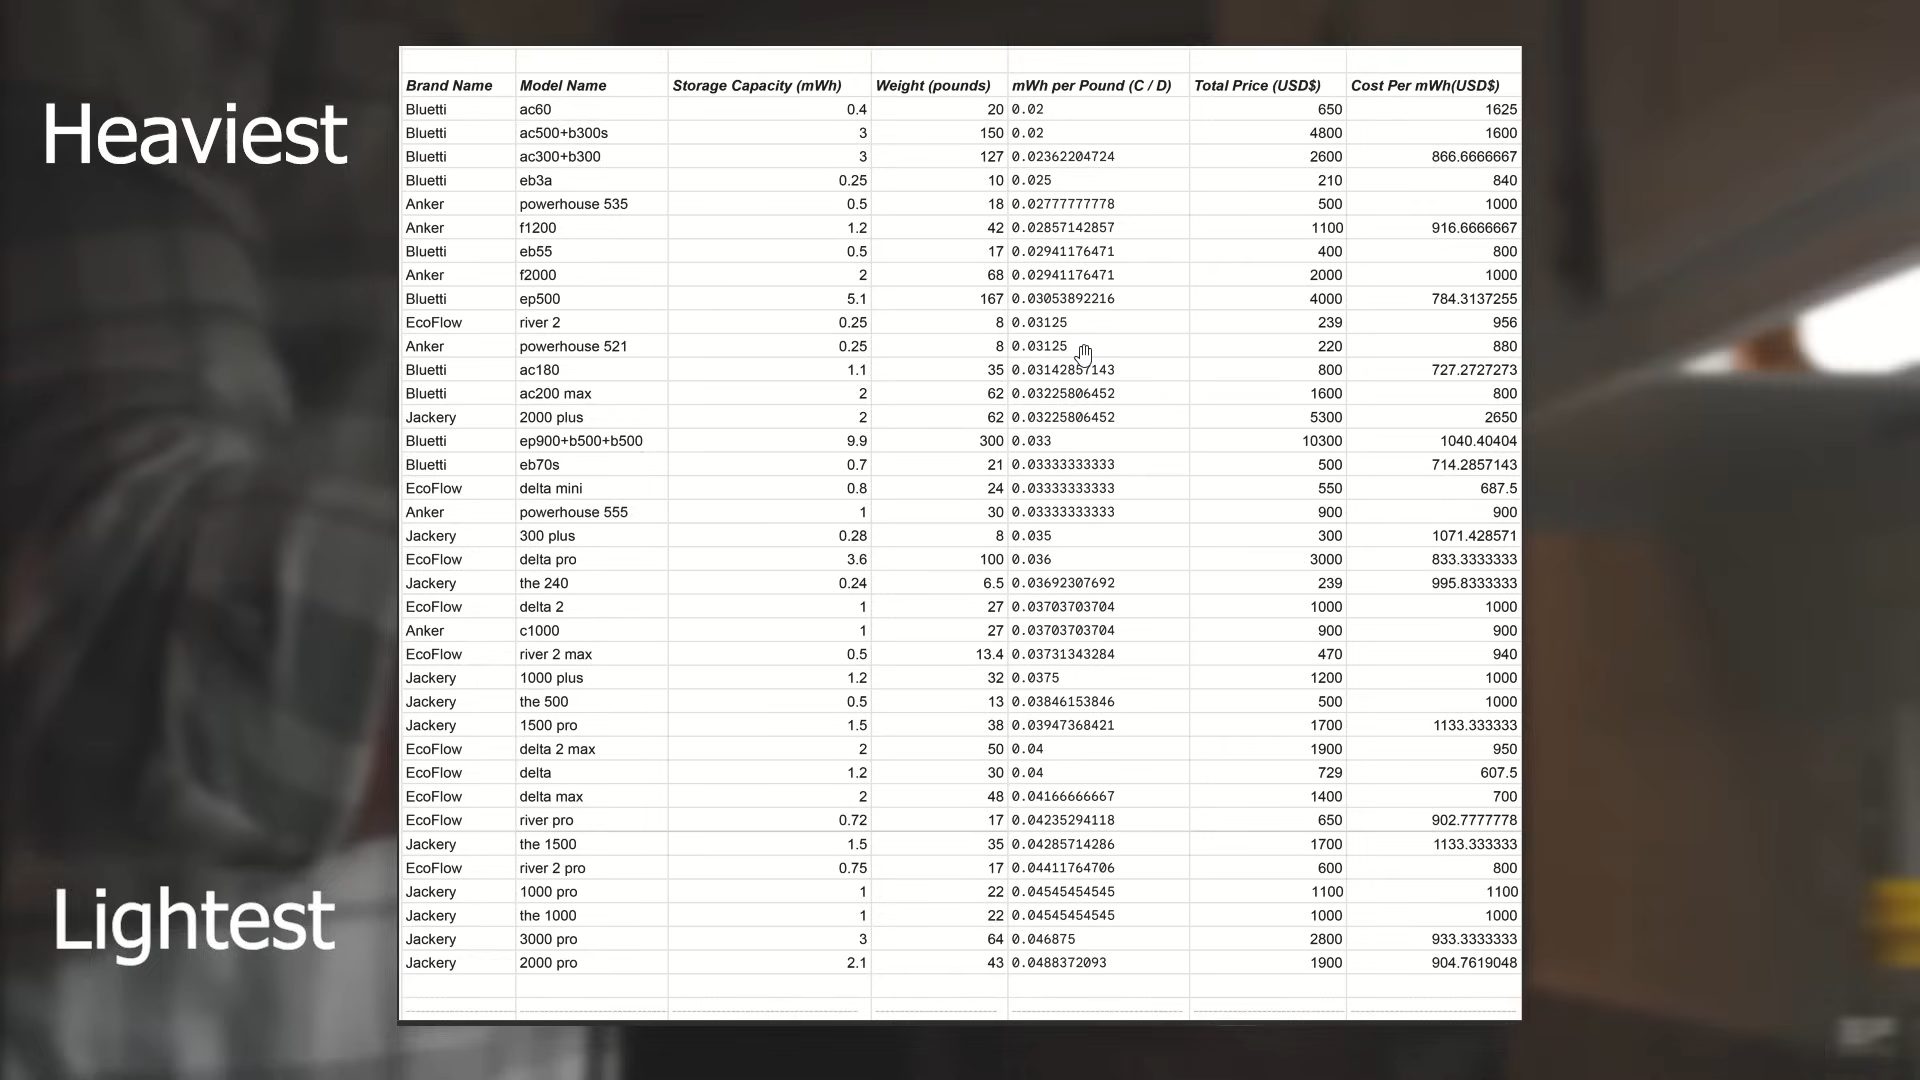 Heaviest
Lightest
Brand Name Model Name Storage Capacity (mWh) Weight (pounds) mWh per Pound (C / D) Total Price (USD$) Cost Per mWh(USD$)
Bluetti ac60 0.4 20 0.02 650 1625
Bluetti ac500+b300s 3 150 0.02 4800 1600
Bluetti ac300+b300 3 127 0.02362204724 2600 866.6666667
Bluetti eb3a 0.25 10 0.025 210 840
Anker powerhouse 535 0.5 18 0.02777777778 500 1000
Anker f1200 1.2 42 0.02857142857 1100 916.6666667
Bluetti eb55 0.5 17 0.02941176471 400 800
Anker f2000 2 68 0.02941176471 2000 1000
Bluetti ep500 5.1 167 0.03053892216 4000 784.3137255
EcoFlow river 2 0.25 8 0.03125 239 956
Anker powerhouse 521 0.25 8 0.03125 220 880
Bluetti ac180 1.1 35 0.03142857143 800 727.2727273
Bluetti ac200 max 2 62 0.03225806452 1600 800
Jackery 2000 plus 2 62 0.03225806452 5300 2650
Bluetti ep900+b500+b500 9.9 300 0.033 10300 1040.40404
Bluetti eb70s 0.7 21 0.03333333333 500 714.2857143
EcoFlow delta mini 0.8 24 0.03333333333 550 687.5
Anker powerhouse 555 1 30 0.03333333333 900 900
Jackery 300 plus 0.28 8 0.035 300 1071.428571
EcoFlow delta pro 3.6 100 0.036 3000 833.3333333
Jackery the 240 0.24 6.5 0.03692307692 239 995.8333333
EcoFlow delta 2 1 27 0.03703703704 1000 1000
Anker c1000 1 27 0.03703703704 900 900
EcoFlow river 2 max 0.5 13.4 0.03731343284 470 940
Jackery 1000 plus 1.2 32 0.0375 1200 1000
Jackery the 500 0.5 13 0.03846153846 500 1000
Jackery 1500 pro 1.5 38 0.03947368421 1700 1133.333333
EcoFlow delta 2 max 2 50 0.04 1900 950
EcoFlow delta 1.2 30 0.04 729 607.5
EcoFlow delta max 2 48 0.04166666667 1400 700
EcoFlow river pro 0.72 17 0.04235294118 650 902.7777778
Jackery the 1500 1.5 35 0.04285714286 1700 1133.333333
EcoFlow river 2 pro 0.75 17 0.04411764706 600 800
Jackery 1000 pro 1 22 0.04545454545 1100 1100
Jackery the 1000 1 22 0.04545454545 1000 1000
Jackery 3000 pro 3 64 0.046875 2800 933.3333333
Jackery 2000 pro 2.1 43 0.0488372093 1900 904.7619048